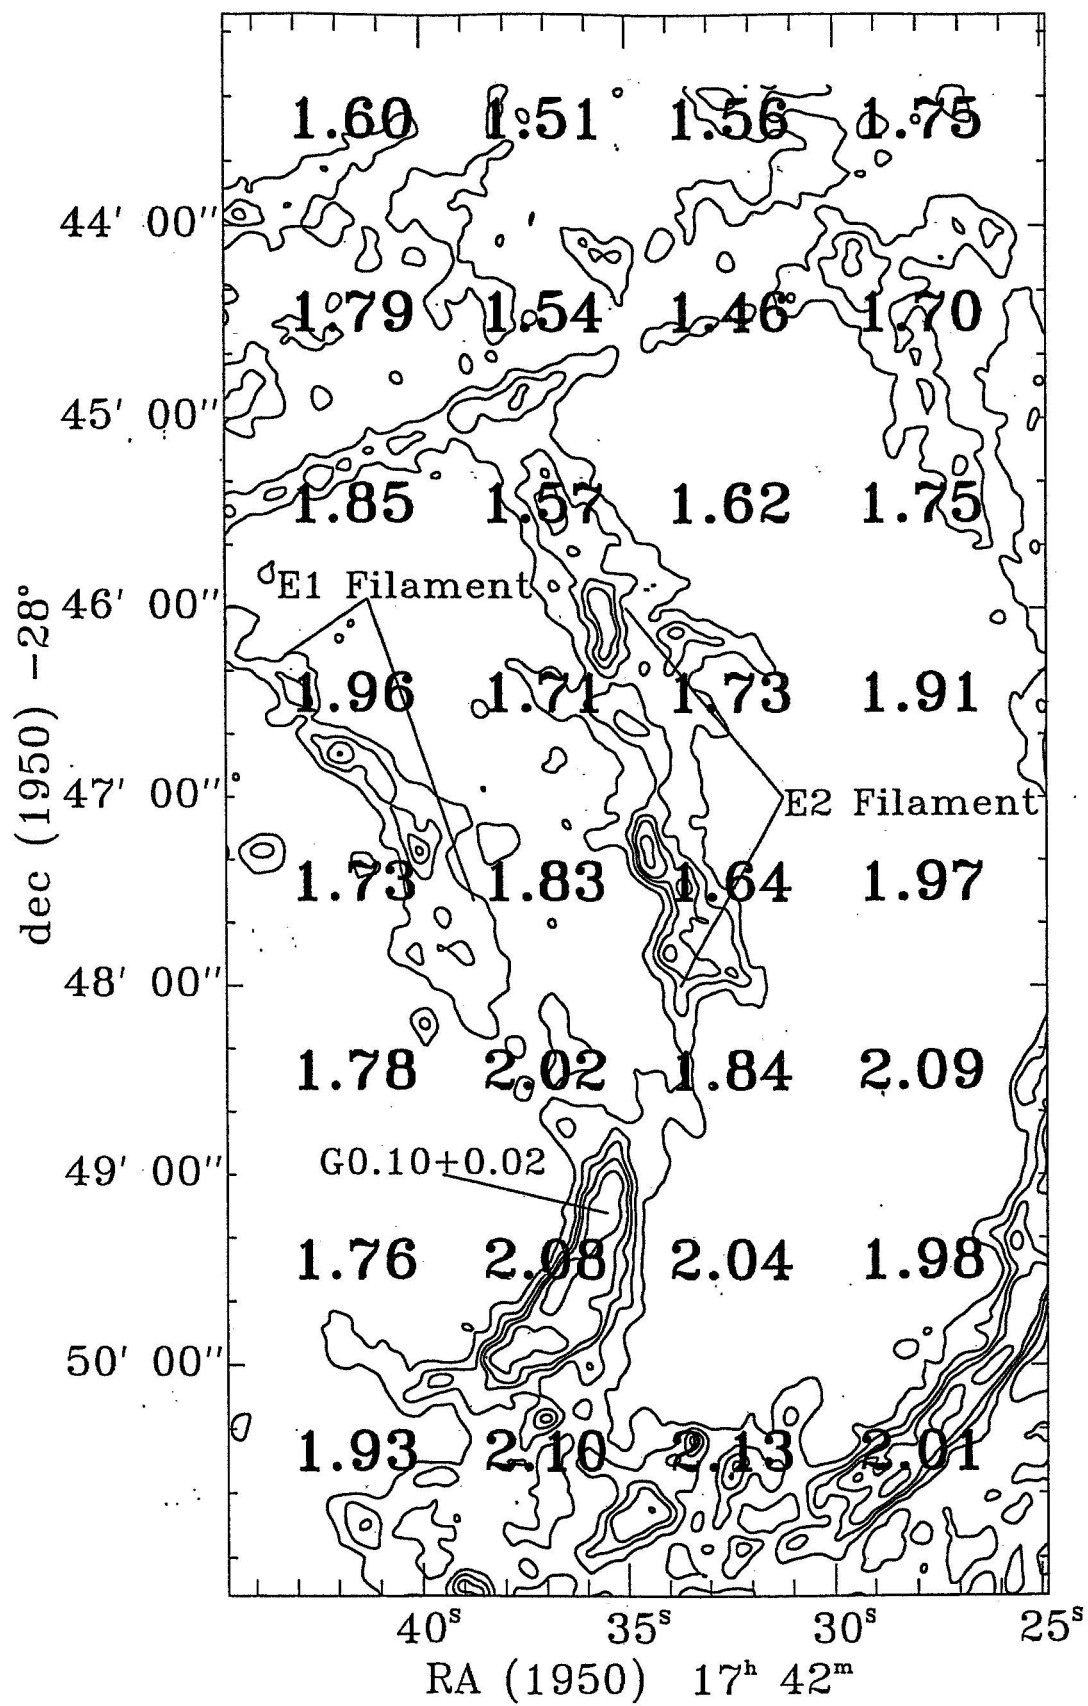 1.60 1.51 1.56 1.75
44' 00"
1.79 1.54 1.46 1.70
45' 00"
1.85 1.57 1.62 1.75
E1 Filament
46' 00"
1.96 1.71 1.73 1.91
47' 00"
E2 Filament
1.73 1.83 1.64 1.97
48' 00"
1.78 2.02 1.84 2.09
G0.10+0.02
49' 00"
1.76 2.08 2.04 1.98
50' 00"
1.93 2.10 2.13 2.01
dec (1950) -28°
40ˢ 35ˢ 30ˢ 25ˢ
RA (1950) 17ʰ 42ᵐ